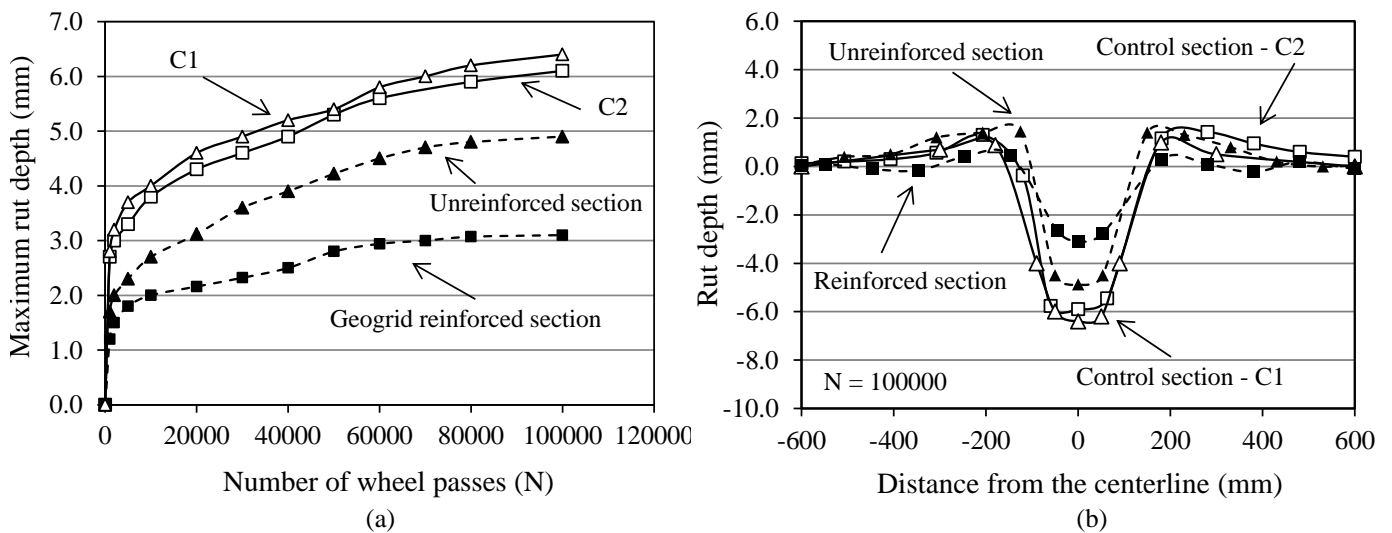 7.0
6.0
5.0
4.0
3.0
2.0
1.0
0.0
Maximum rut depth (mm)
C1
C2
Unreinforced section
Geogrid reinforced section
0 20000 40000 60000 80000 100000 120000
Number of wheel passes (N)
(a)
6.0
4.0
2.0
0.0
-2.0
-4.0
-6.0
-8.0
-10.0
Rut depth (mm)
Unreinforced section
Control section - C2
Reinforced section
Control section - C1
N = 100000
-600 -400 -200 0 200 400 600
Distance from the centerline (mm)
(b)